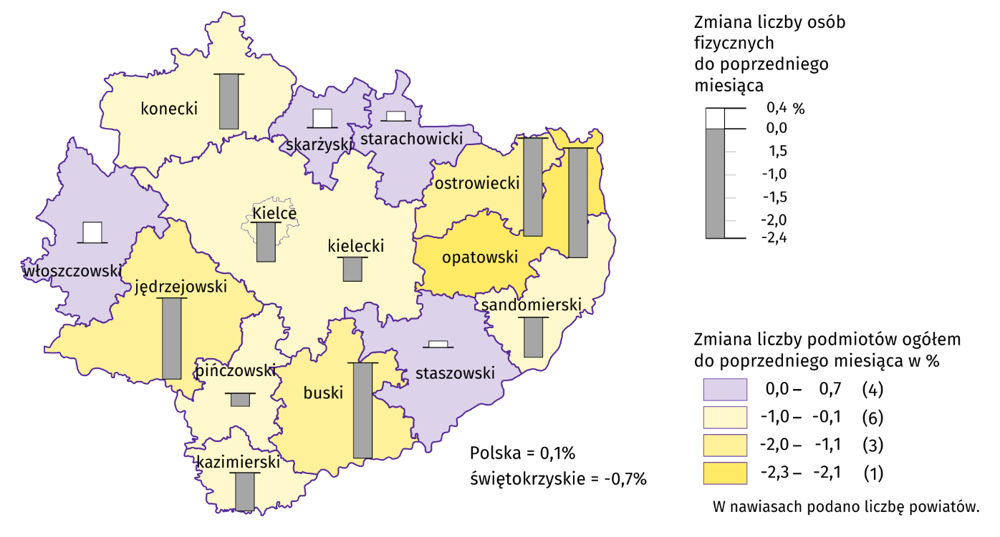 konecki
skarżyski
starachowicki
ostrowiecki
Kielce
kielecki
opatowski
włoszczowski
jędrzejowski
sandomierski
pińczowski
buski
staszowski
kazimierski
Polska = 0,1%
świętokrzyskie = -0,7%
Zmiana liczby osób
fizycznych
do poprzedniego
miesiąca
0,4 %
0,0
1,5
-1,0
-1,5
-2,0
-2,4
Zmiana liczby podmiotów ogółem
do poprzedniego miesiąca w %
0,0 – 0,7 (4)
-1,0 – -0,1 (6)
-2,0 – -1,1 (3)
-2,3 – -2,1 (1)
W nawiasach podano liczbę powiatów.